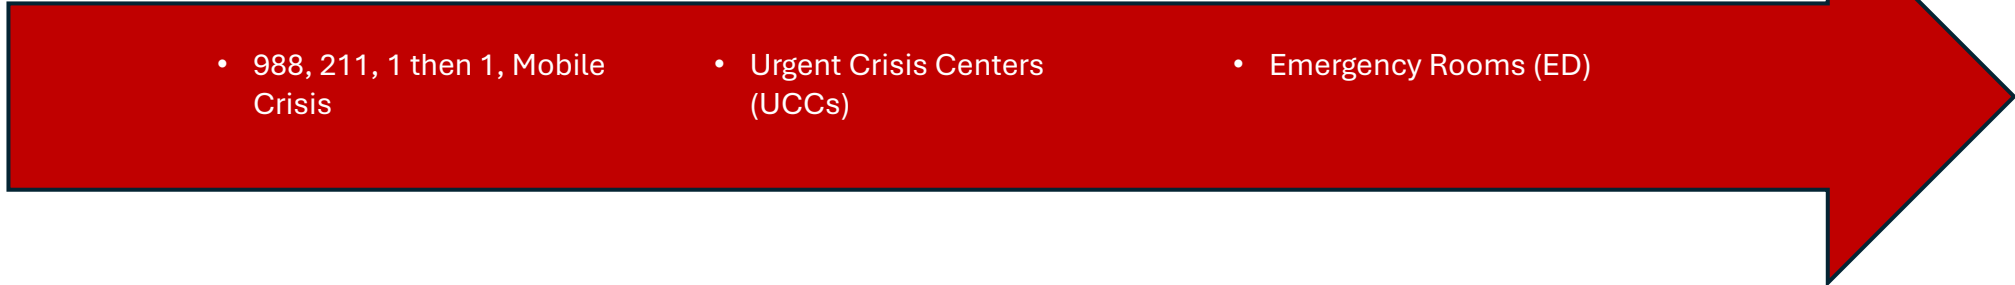 • 988, 211, 1 then 1, Mobile
Crisis
• Urgent Crisis Centers
(UCCs)
• Emergency Rooms (ED)